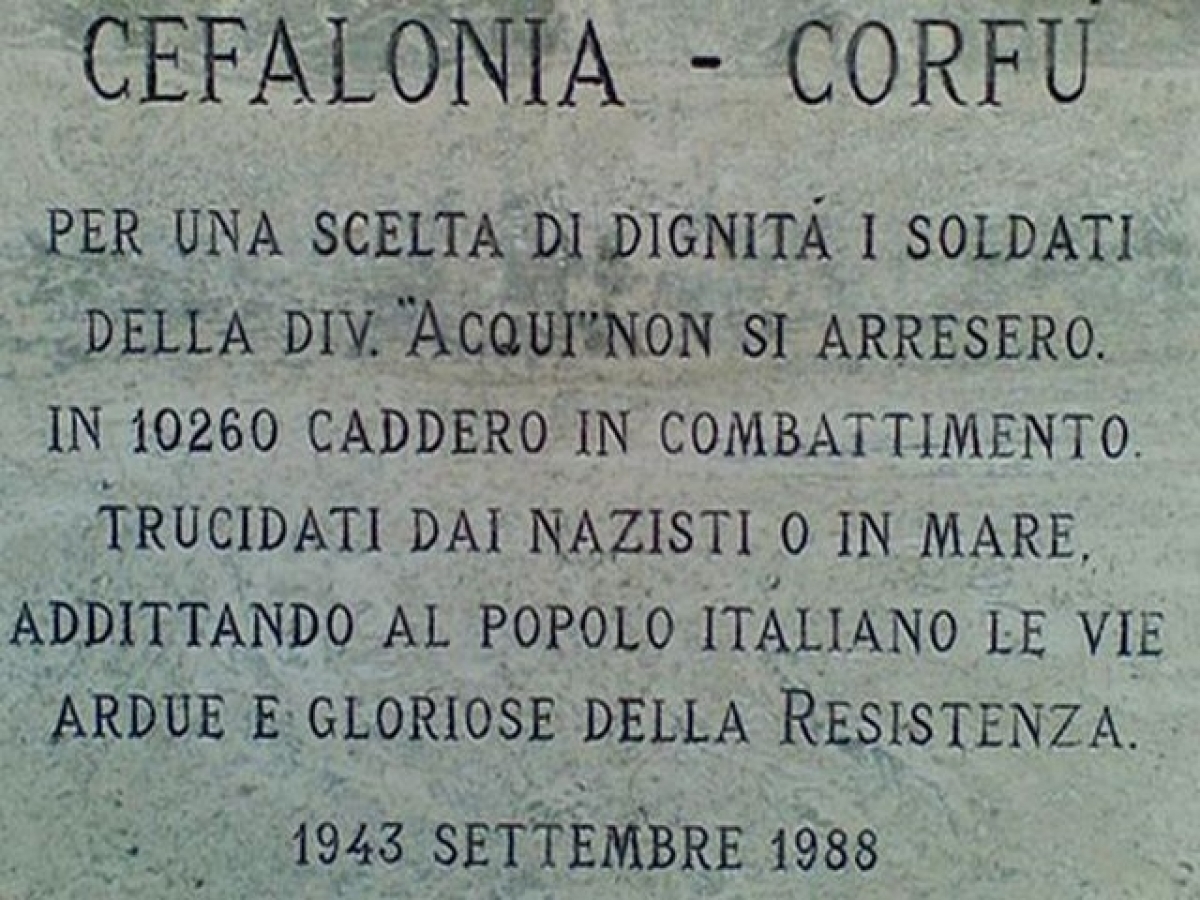 CEFALONIA - CORFÙ
PER UNA SCELTA DI DIGNITÁ I SOLDATI
DELLA DIV. "ACQUI" NON SI ARRESERO.
IN 10260 CADDERO IN COMBATTIMENTO.
TRUCIDATI DAI NAZISTI O IN MARE,
ADDITTANDO AL POPOLO ITALIANO LE VIE
ARDUE E GLORIOSE DELLA RESISTENZA.
1943 SETTEMBRE 1988